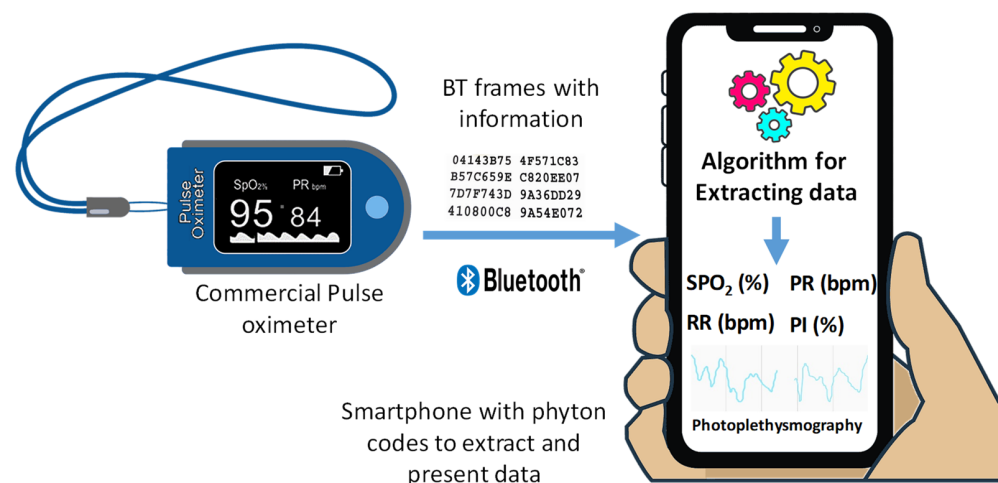 BT frames with
information
04143B75 4F571C83
B57C659E C820EE07
7D7F743D 9A36DD29
410800C8 9A54E072
Bluetooth®
Pulse
Oximeter
SpO2% PR bpm
95 84
Commercial Pulse
oximeter
Smartphone with phyton
codes to extract and
present data
Algorithm for
Extracting data
SPO₂ (%) PR (bpm)
RR (bpm) PI (%)
Photoplethysmography